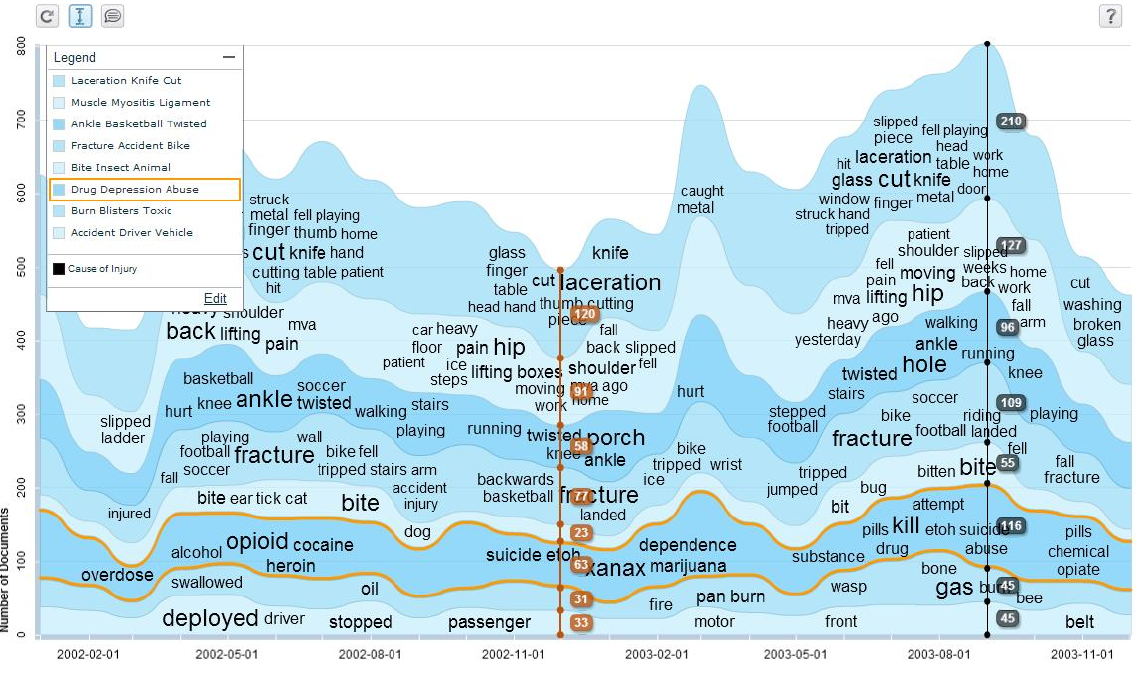 ?
Legend
Laceration Knife Cut
Muscle Myositis Ligament
Ankle Basketball Twisted
Fracture Accident Bike
Bite Insect Animal
Drug Depression Abuse
Burn Blisters Toxic
Accident Driver Vehicle
Cause of Injury
Edit
Number of Documents
800
700
600
500
400
300
200
100
0
struck
metal fell playing
finger thumb home
cut knife hand
cutting table patient
hit
glass
finger
table
head hand
cut laceration
knife
thumb cutting
piece
caught
metal
slipped
piece
fell playing
head
hit laceration table work
home
glass cut knife
door
window finger metal
struck hand
tripped
210
120
heavy shoulder
back lifting
mva
pain
car heavy
floor
pain hip
patient
ice
steps
lifting boxes
moving
work
fall
back slipped
shoulder fell
mva ago
home
91
patient
shoulder slipped
fell
moving weeks
home
pain
back work
mva lifting hip
fall
heavy ago
arm
yesterday
127
cut
washing
broken
glass
slipped
ladder
basketball
soccer
hurt knee ankle twisted
walking stairs
playing
running
twisted porch
knee
ankle
58
hurt
walking
ankle
running
twisted hole
stairs
knee
96
stepped
football
playing
playing
wall
football fracture
bike fell
soccer
tripped stairs arm
fall
accident
injury
backwards
basketball
fracture
landed
77
bike
tripped wrist
ice
soccer
bike
riding
fracture football landed
fell
tripped
jumped
109
fall
fracture
injured
bite ear tick cat
bite
dog
23
bitten bite
bug
bit
55
overdose
alcohol opioid cocaine
heroin
swallowed
suicide etoh
xanax marijuana
dependence
63
attempt
pills kill etoh suicide
drug
abuse
substance
116
pills
chemical
opiate
oil
31
fire
pan burn
wasp
bone
gas burn
bee
45
deployed driver
stopped
passenger
33
motor
front
45
belt
2002-02-01
2002-05-01
2002-08-01
2002-11-01
2003-02-01
2003-05-01
2003-08-01
2003-11-01